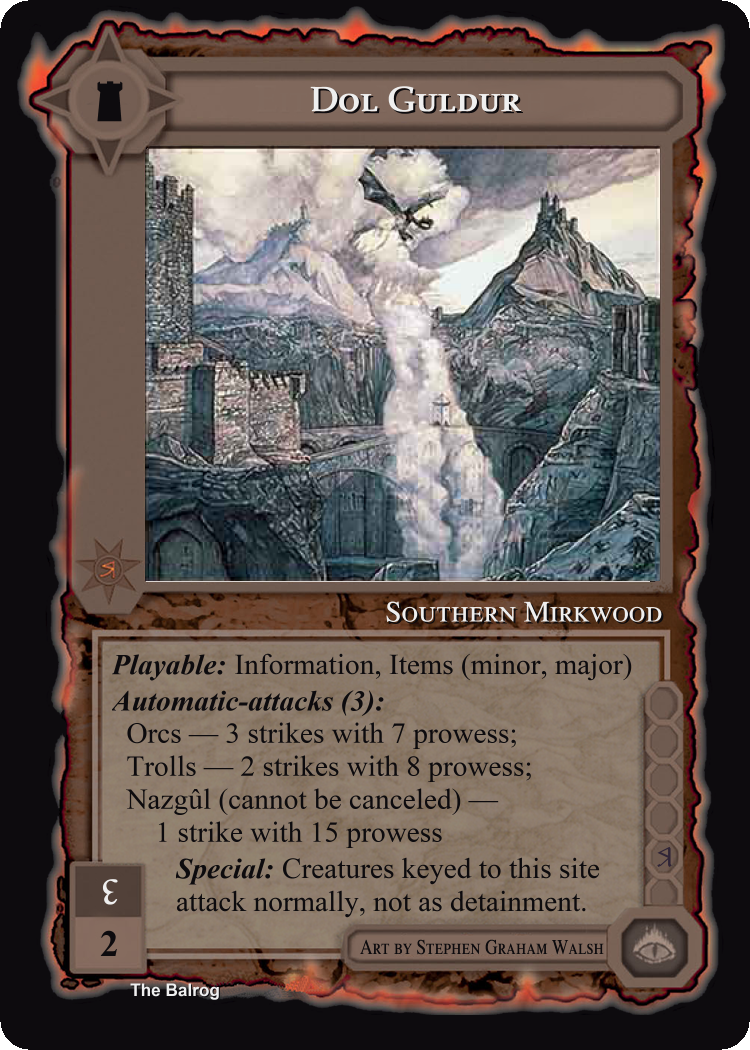 Dol Guldur
Southern Mirkwood
Playable: Information, Items (minor, major)
Automatic-attacks (3):
Orcs — 3 strikes with 7 prowess;
Trolls — 2 strikes with 8 prowess;
Nazgûl (cannot be canceled) —
1 strike with 15 prowess
Special: Creatures keyed to this site
attack normally, not as detainment.
2
Art by Stephen Graham Walsh
The Balrog